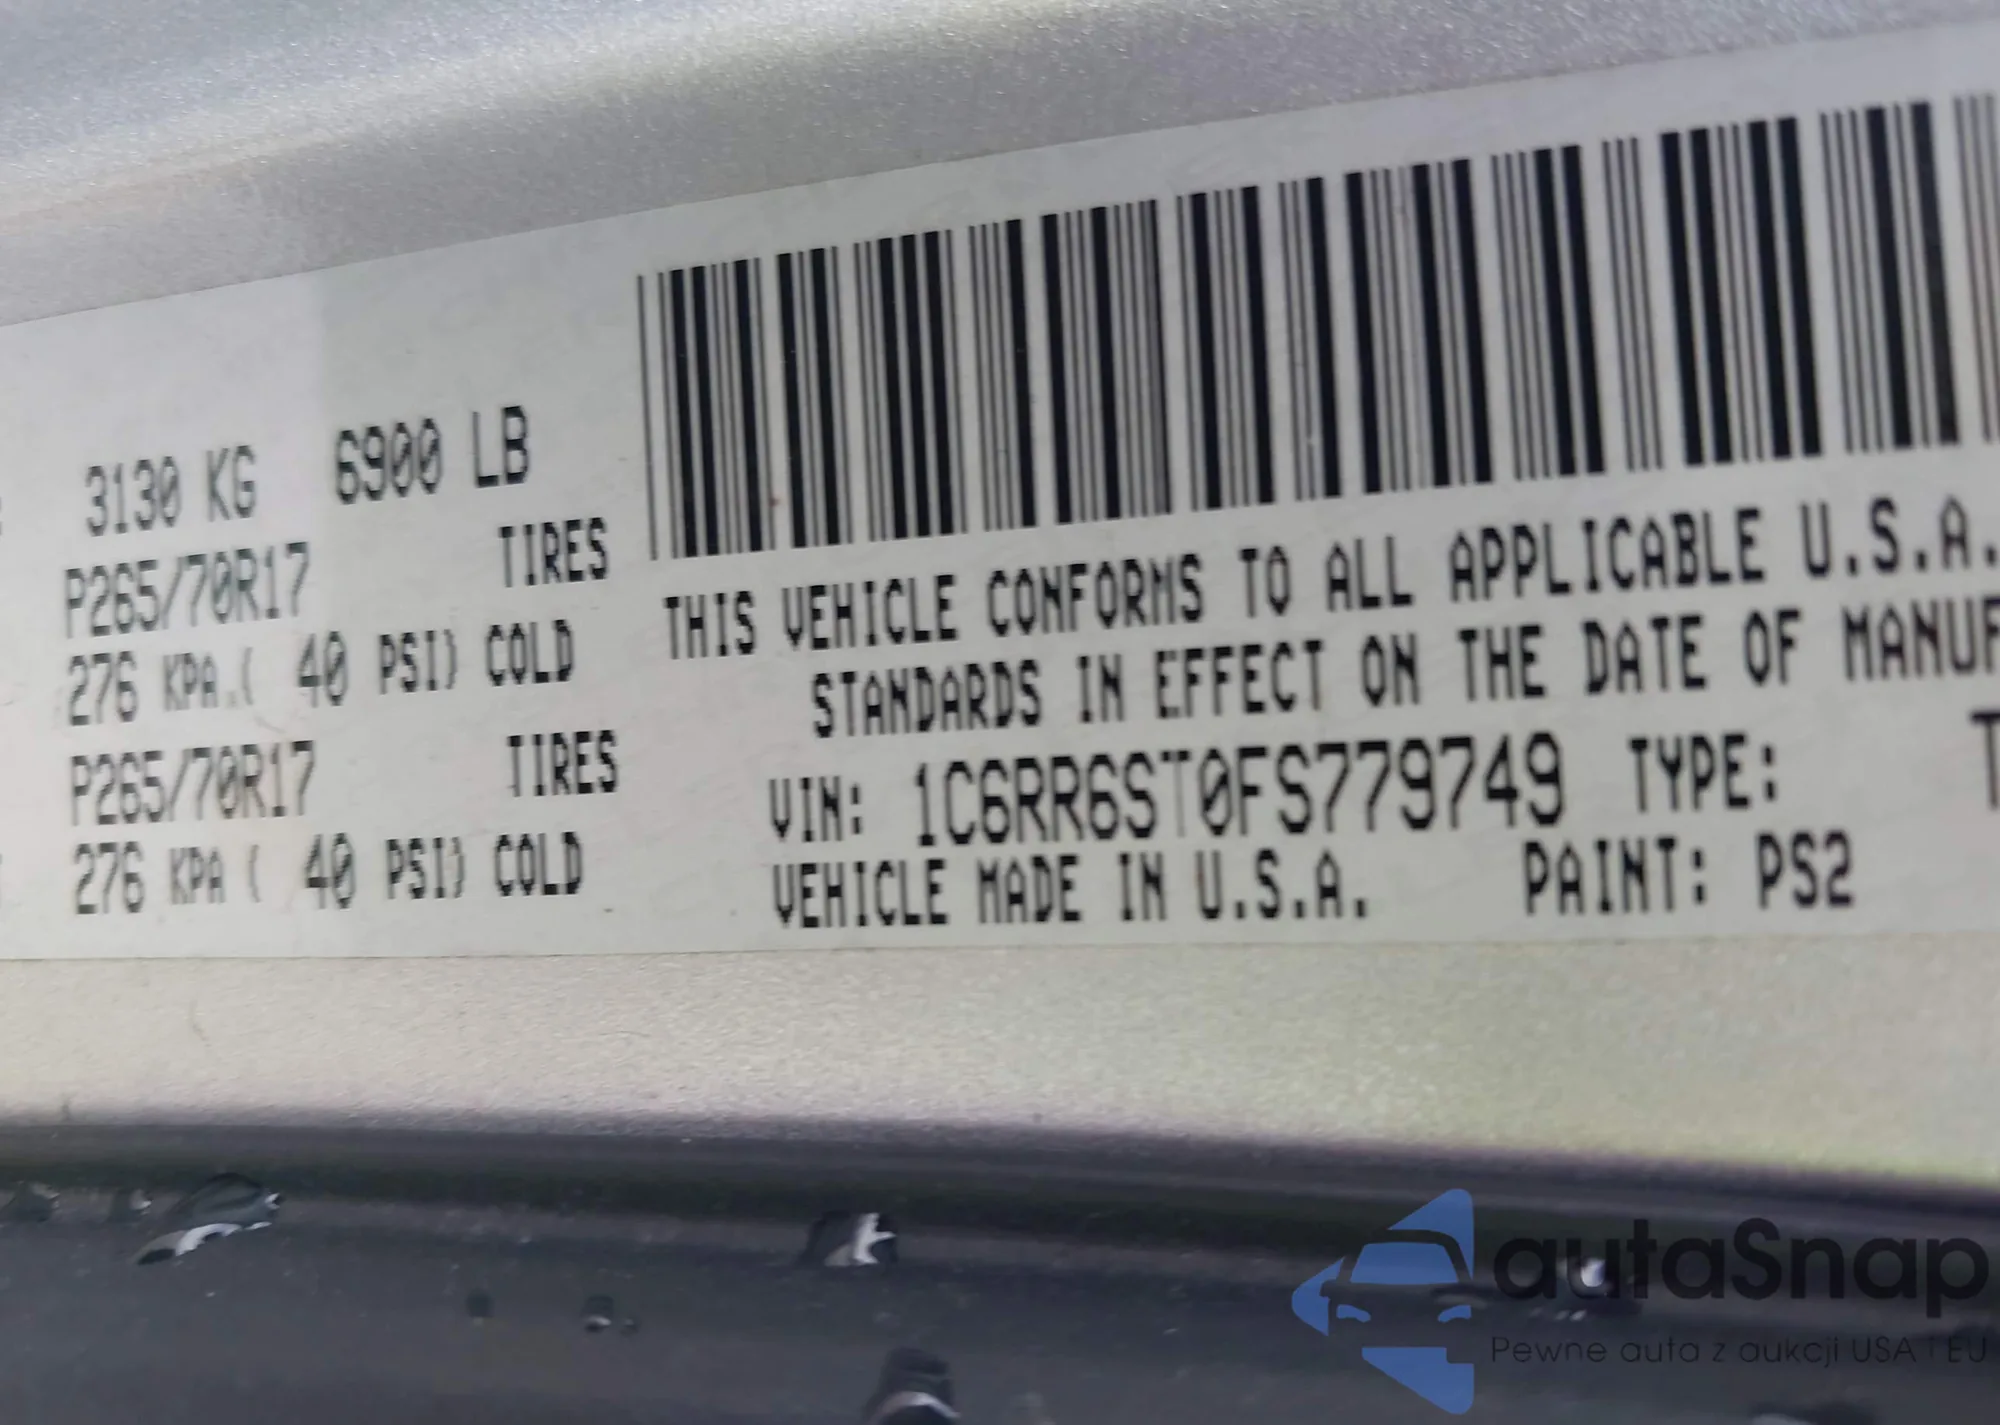 3130 KG 6900 LB
P265/70R17 TIRES
276 KPA ( 40 PSI) COLD
P265/70R17 TIRES
276 KPA ( 40 PSI) COLD
THIS VEHICLE CONFORMS TO ALL APPLICABLE U.S.A.
STANDARDS IN EFFECT ON THE DATE OF MANUF
VIN: 1C6RR6ST0FS779749 TYPE: T
VEHICLE MADE IN U.S.A. PAINT: PS2
autaSnap
Pewne auta z aukcji USA i EU